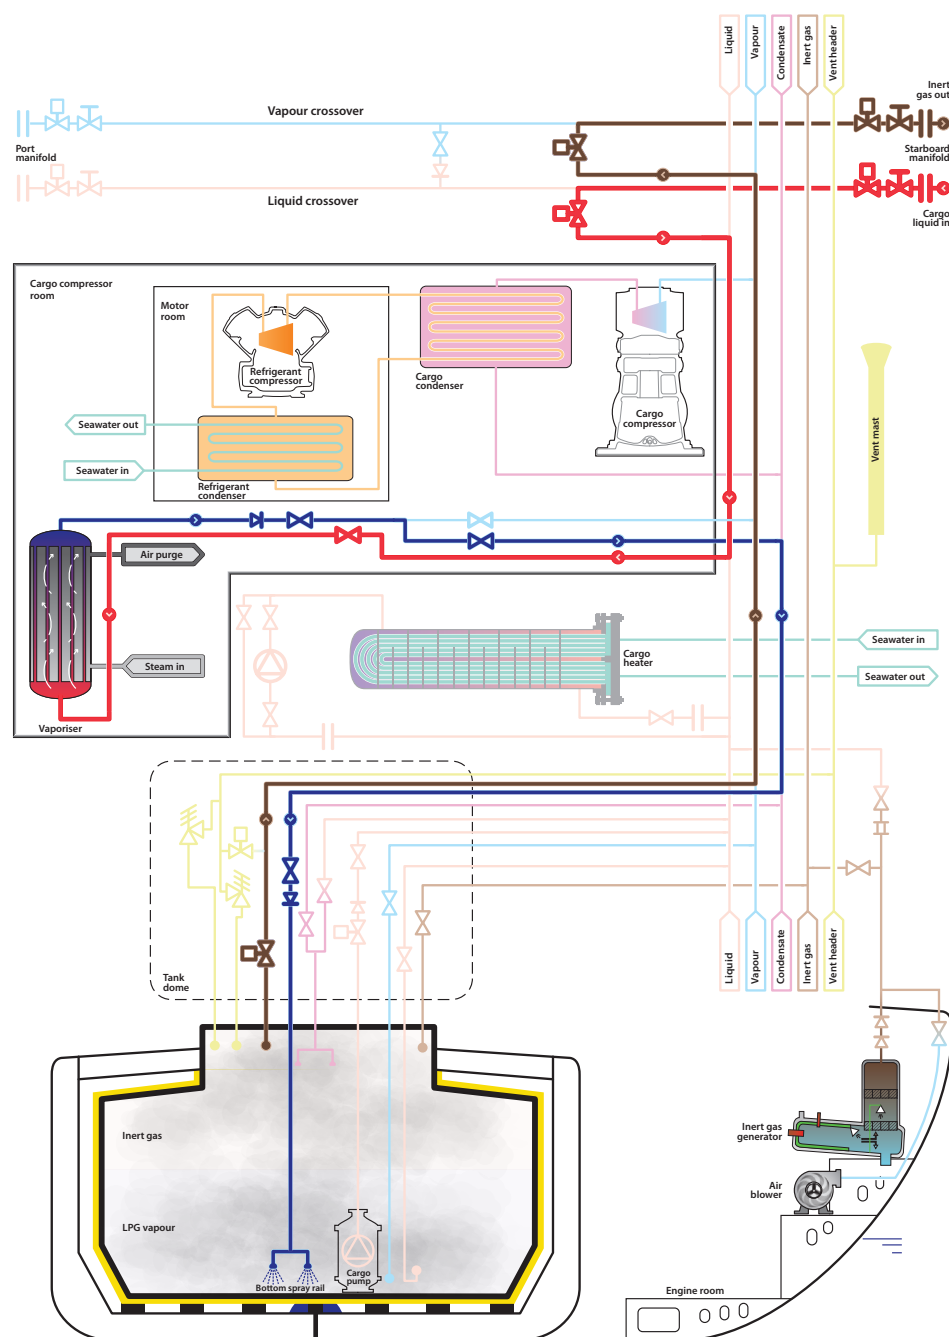 Liquid
Vapour
Condensate
Inert gas
Vent header
Inert
gas out
Vapour crossover
Port
manifold
Starboard
manifold
Liquid crossover
Cargo
liquid in
Cargo compressor
room
Motor
room
Refrigerant
compressor
Cargo
condenser
Cargo
compressor
Seawater out
Seawater in
Refrigerant
condenser
Vent mast
Air purge
Steam in
Vaporiser
Cargo
heater
Seawater in
Seawater out
Tank
dome
Liquid
Vapour
Condensate
Inert gas
Vent header
Inert gas
Inert gas
generator
LPG vapour
Air
blower
Cargo
pump
Bottom spray rail
Engine room